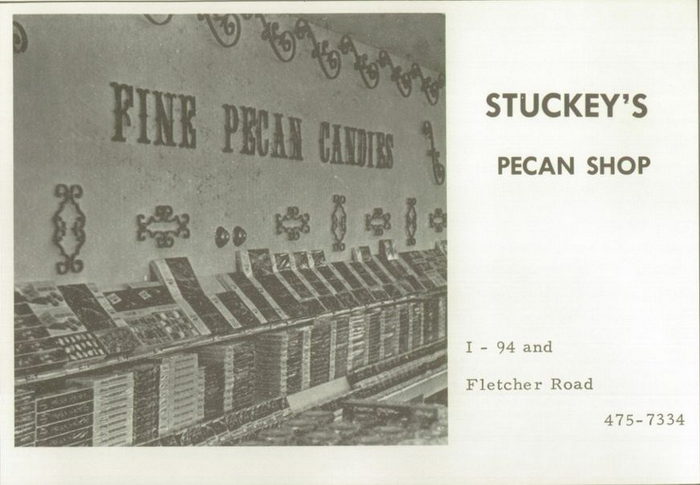 FINE PECAN CANDIES
STUCKEY'S
PECAN SHOP
I - 94 and
Fletcher Road
475-7334